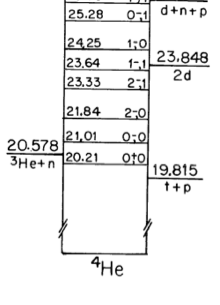 d+n+p
25.28 0-,1
24.25 1-,0
23.64 1-,1
23.848
2d
23.33 2-,1
21.84 2-,0
21.01 0-,0
20.578
³He+n
20.21 0+,0
19.815
t+p
⁴He